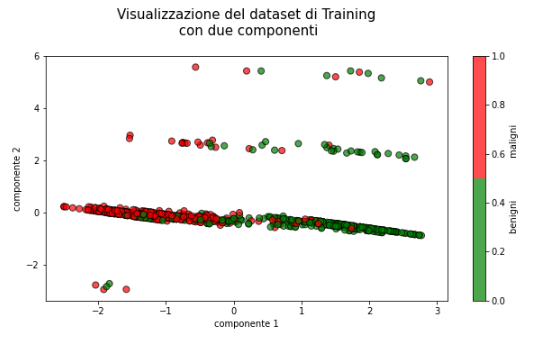 Visualizzazione del dataset di Training
con due componenti
6
4
2
0
−2
componente 2
−2
−1
0
1
2
3
componente 1
1.0
0.8
0.6
0.4
0.2
0.0
maligni
benigni